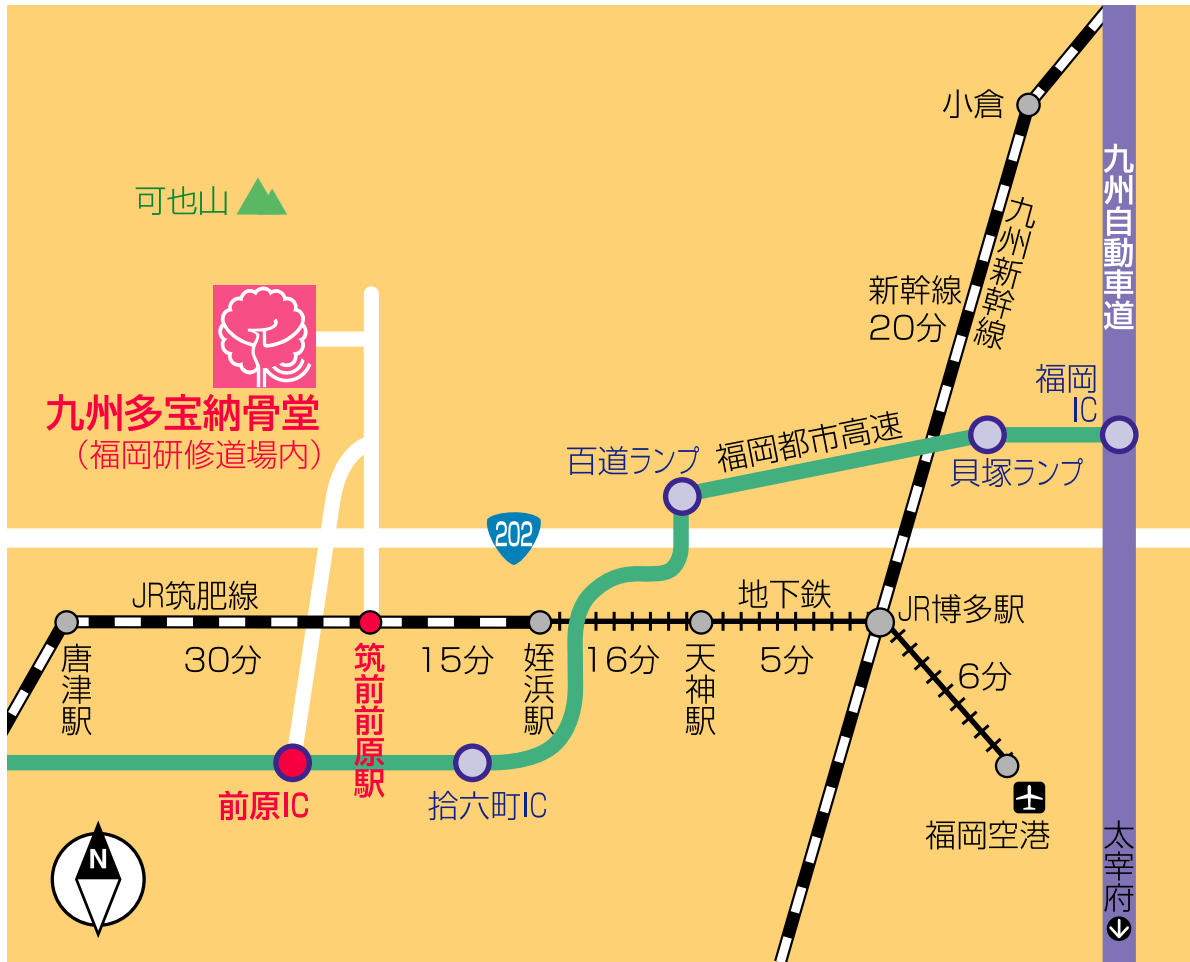 小倉
九州自動車道
可也山
九州新幹線
新幹線
20分
福岡
IC
九州多宝納骨堂
（福岡研修道場内）
百道ランプ
福岡都市高速
貝塚ランプ
202
JR筑肥線
地下鉄
JR博多駅
唐津駅
30分
筑前前原駅
15分
姪浜駅
16分
天神駅
5分
6分
前原IC
拾六町IC
福岡空港
太宰府
N